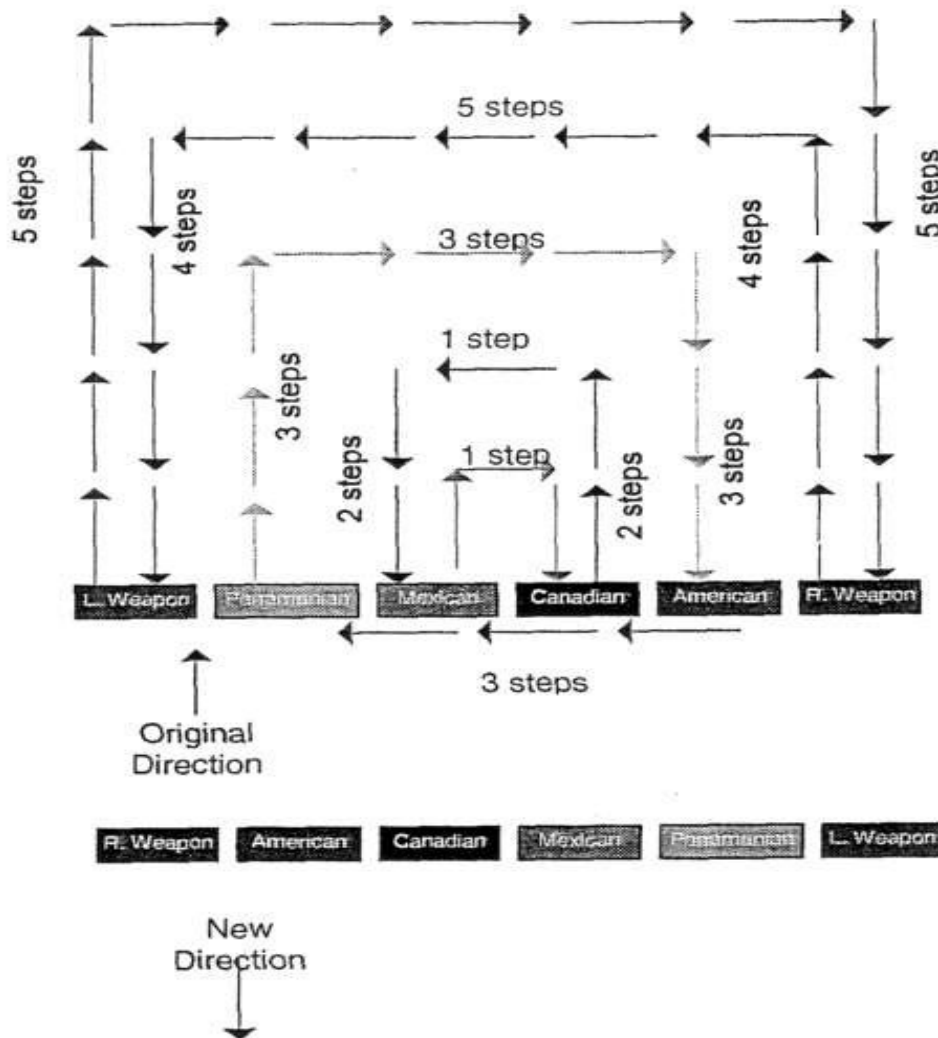 5 steps
5 steps
5 steps
4 steps
3 steps
4 steps
1 step
3 steps
1 step
2 steps
2 steps
3 steps
L. Weapon
Panamanian
Mexican
Canadian
American
R. Weapon
3 steps
Original
Direction
R. Weapon
American
Canadian
Mexican
Panamanian
L. Weapon
New
Direction